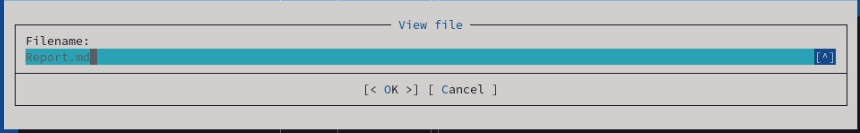 View file
Filename:
Report.md [^]
[< OK >] [ Cancel ]